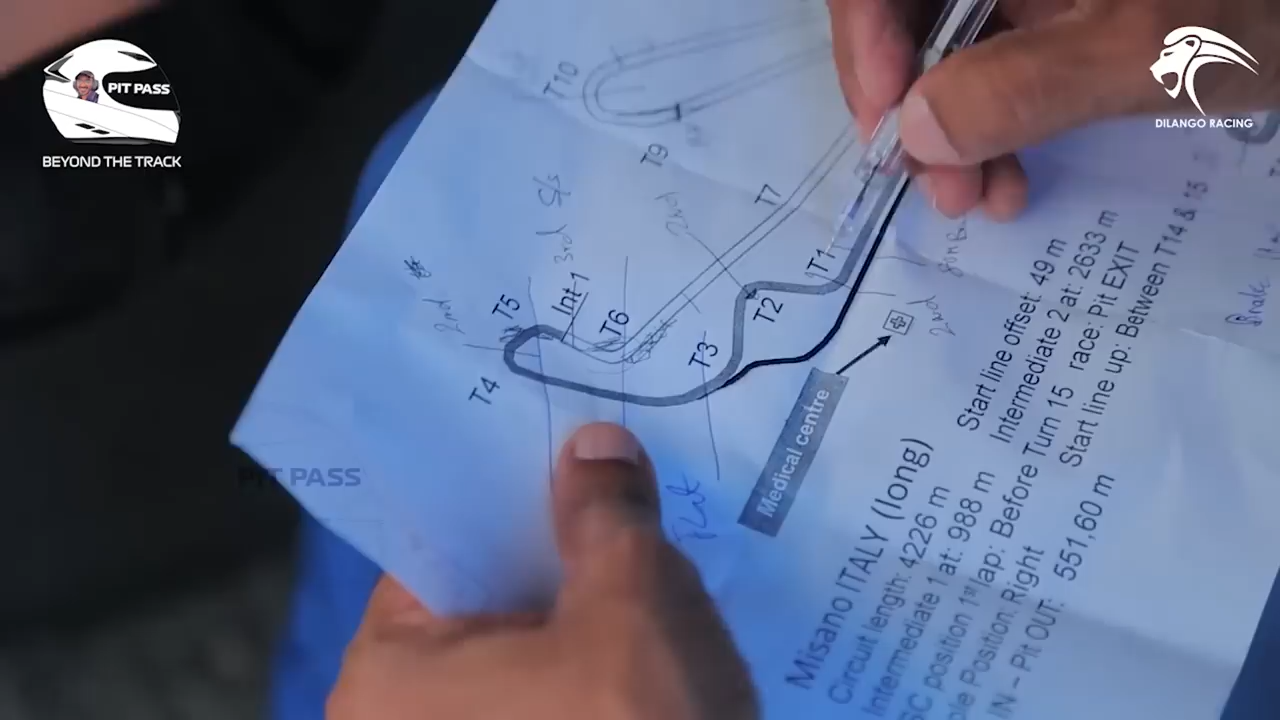 PIT PASS
BEYOND THE TRACK
DILANGO RACING
T10
T9
T7
3rd S/s
2nd
2nd
T5
Int-1
T6
T1
T2
T3
T4
2nd
Flat
Brake
Medical centre
PIT PASS
Misano ITALY (long)
Circuit length: 4226 m
Intermediate 1 at: 988 m
SC position 1st lap: Before Turn 15
Position: Right
IN – Pit OUT: 551,60 m
Start line offset: 49 m
Intermediate 2 at: 2633 m
race: Pit EXIT
Start line up: Between T14 & 15